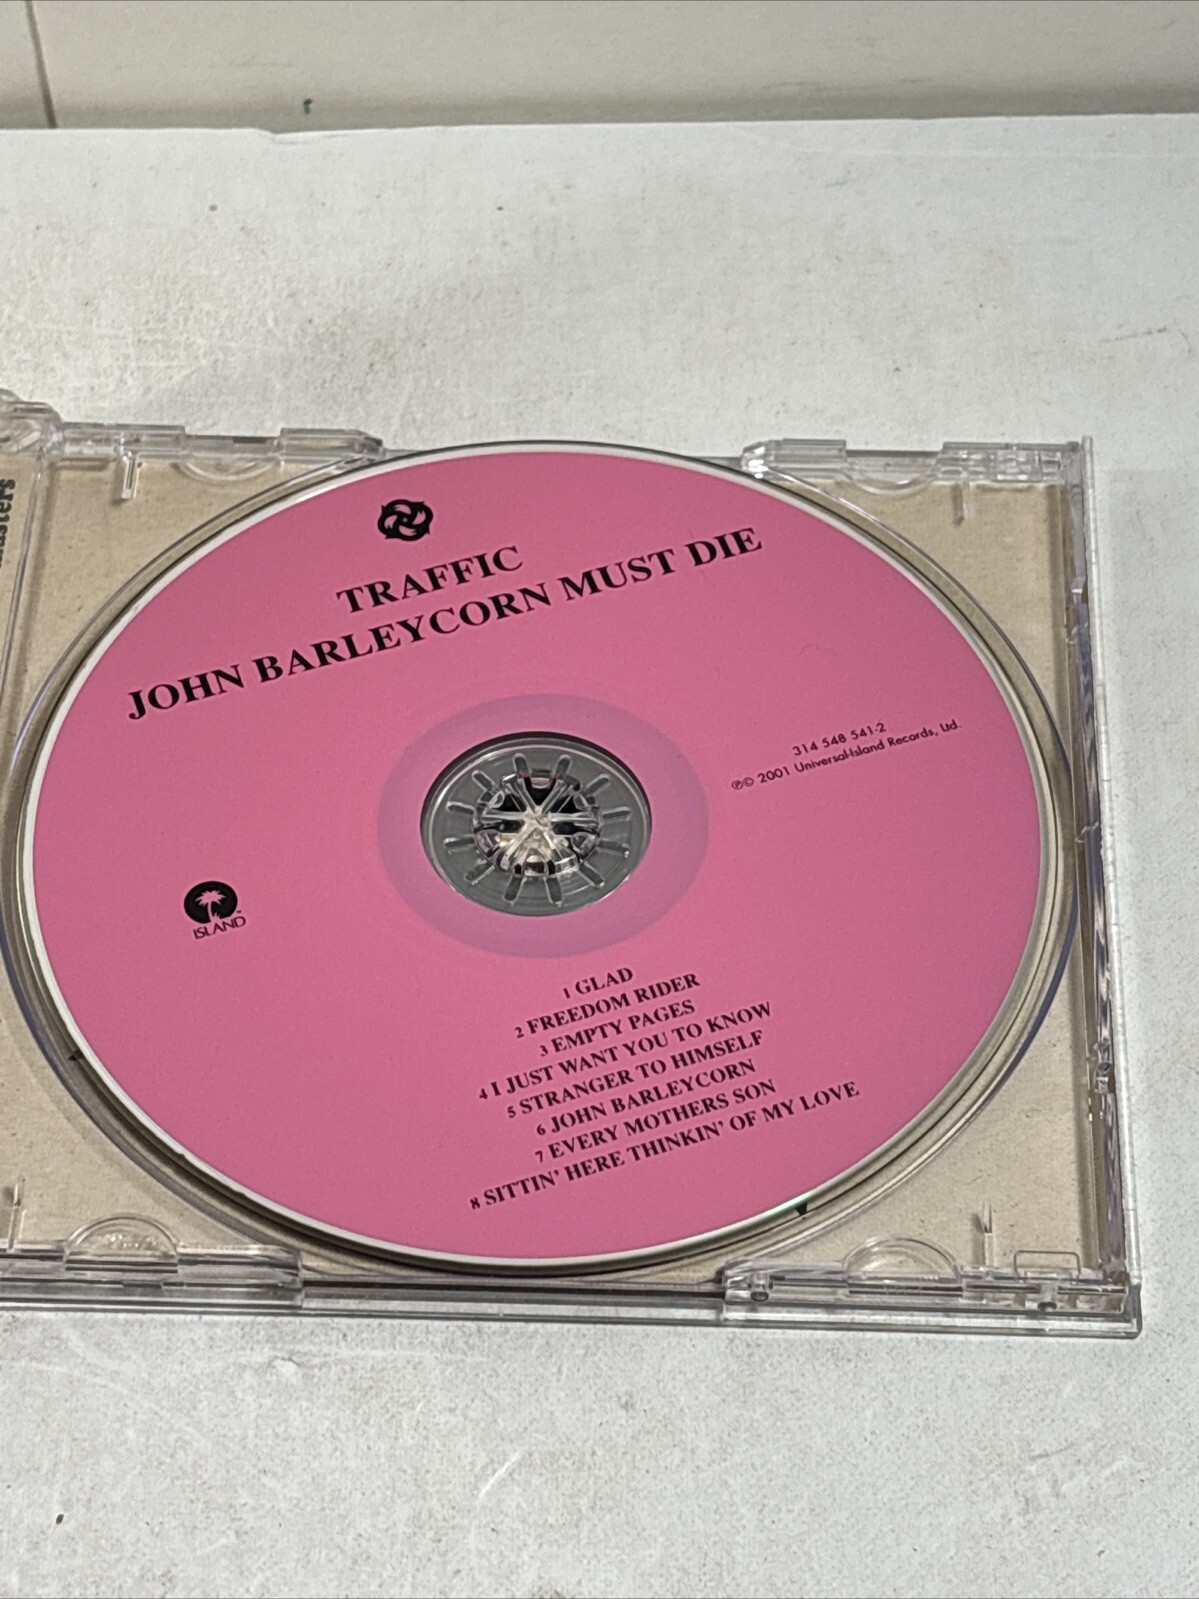 TRAFFIC
JOHN BARLEYCORN MUST DIE
314 548 541-2
℗© 2001 Universal-Island Records, Ltd.
ISLAND
1 GLAD
2 FREEDOM RIDER
3 EMPTY PAGES
4 I JUST WANT YOU TO KNOW
5 STRANGER TO HIMSELF
6 JOHN BARLEYCORN
7 EVERY MOTHERS SON
8 SITTIN' HERE THINKIN' OF MY LOVE